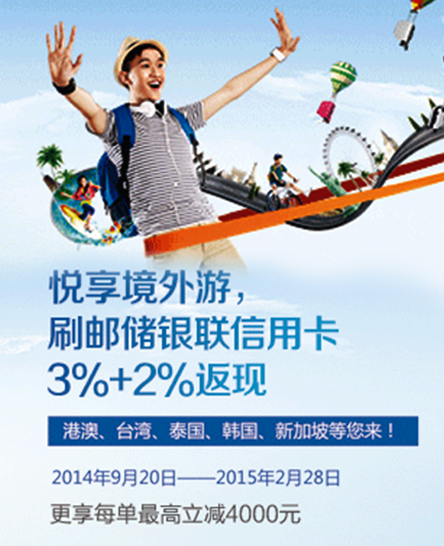 悦享境外游，
刷邮储银联信用卡
3%+2%返现
港澳、台湾、泰国、韩国、新加坡等您来！
2014年9月20日——2015年2月28日
更享每单最高立减4000元